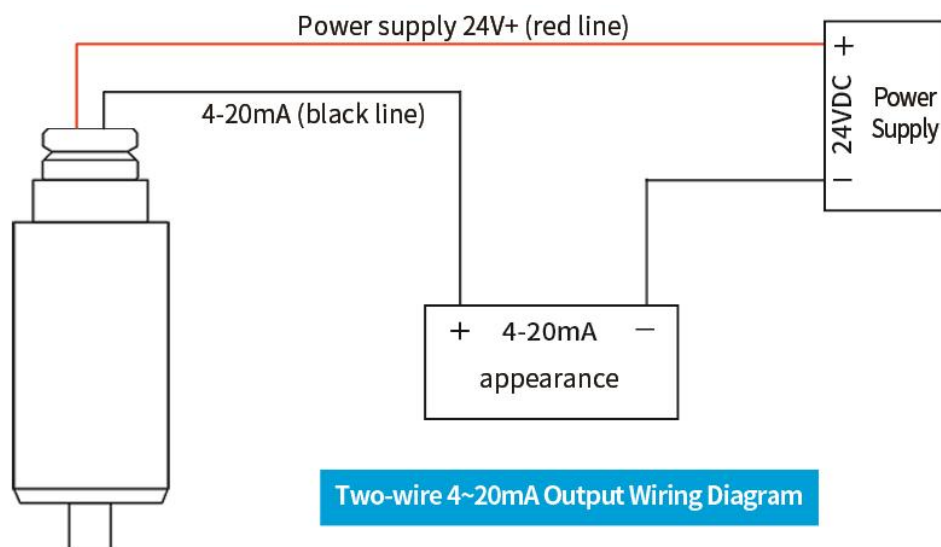 Power supply 24V+ (red line)
+
24VDC
−
Power
Supply
4-20mA (black line)
+ 4-20mA −
appearance
Two-wire 4~20mA Output Wiring Diagram